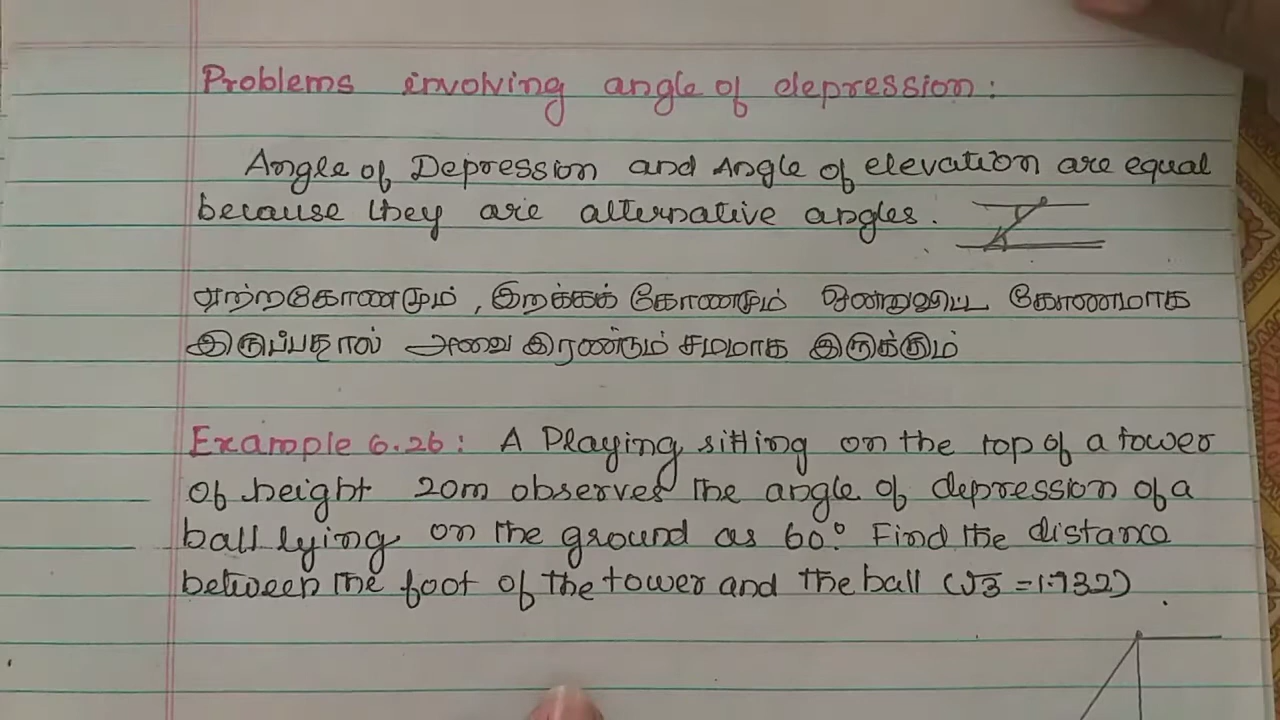 Problems involving angle of depression:
Angle of Depression and Angle of elevation are equal
because they are alternative angles.
ஏற்றகோணமும், இறக்கக் கோணமும் ஒன்றுவிட்ட கோணமாக
இருப்பதால் அவை இரண்டும் சமமாக இருக்கும்
Example 6.26: A Playing sitting on the top of a tower
of height 20m observes the angle of depression of a
ball lying on the ground as 60°. Find the distance
between the foot of the tower and the ball (√3 = 1.732)